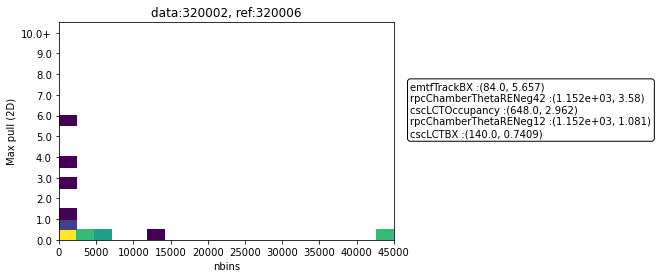 data:320002, ref:320006
10.0+
9.0
8.0
7.0
6.0
5.0
4.0
3.0
2.0
1.0
0.0
Max pull (2D)
0 5000 10000 15000 20000 25000 30000 35000 40000 45000
nbins
emtfTrackBX :(84.0, 5.657)
rpcChamberThetaRENeg42 :(1.152e+03, 3.58)
cscLCTOccupancy :(648.0, 2.962)
rpcChamberThetaRENeg12 :(1.152e+03, 1.081)
cscLCTBX :(140.0, 0.7409)